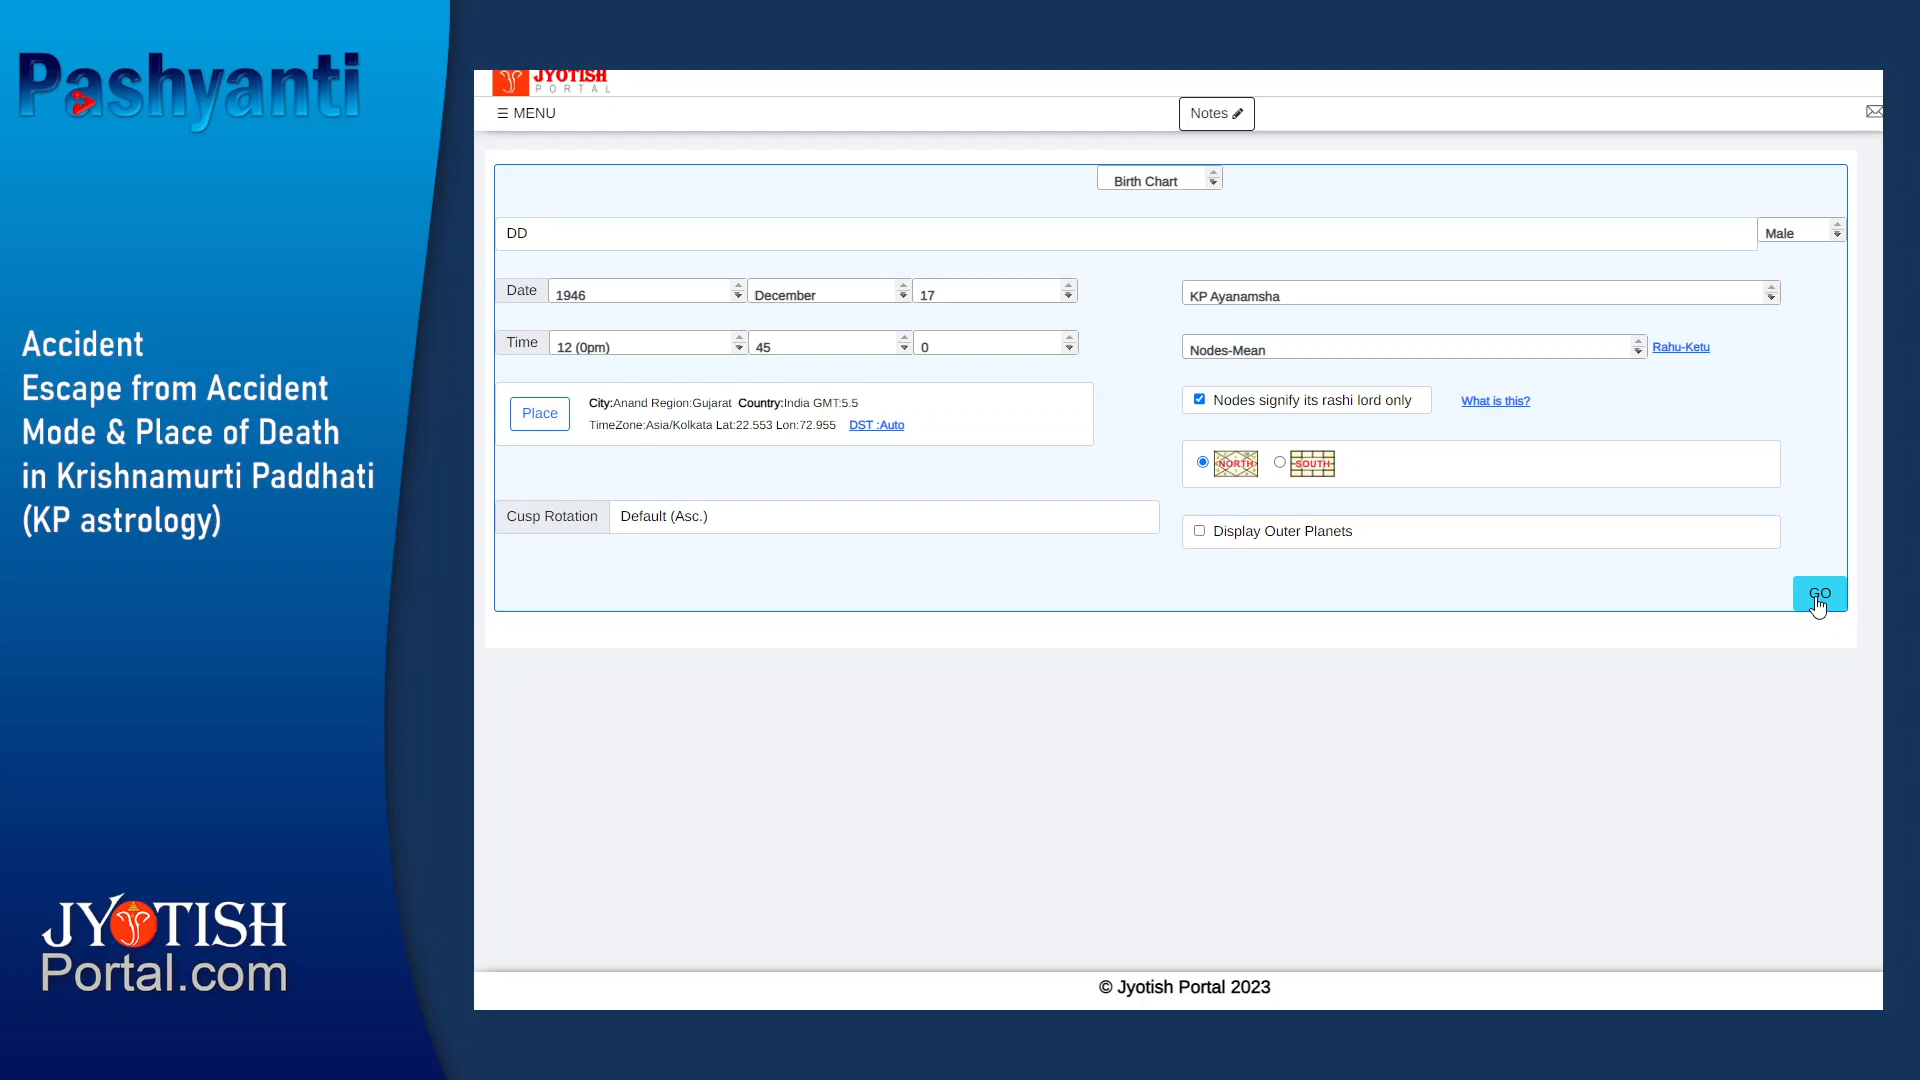 Pashyanti
Accident
Escape from Accident
Mode & Place of Death
in Krishnamurti Paddhati
(KP astrology)
JYOTISH
Portal.com
JYOTISH
PORTAL
☰ MENU
Notes
Birth Chart
DD
Male
Date 1946 December 17
KP Ayanamsha
Time 12 (0pm) 45 0
Nodes-Mean Rahu-Ketu
Place
City:Anand Region:Gujarat Country:India GMT:5.5
TimeZone:Asia/Kolkata Lat:22.553 Lon:72.955 DST :Auto
Nodes signify its rashi lord only What is this?
NORTH SOUTH
Cusp Rotation Default (Asc.)
Display Outer Planets
GO
© Jyotish Portal 2023